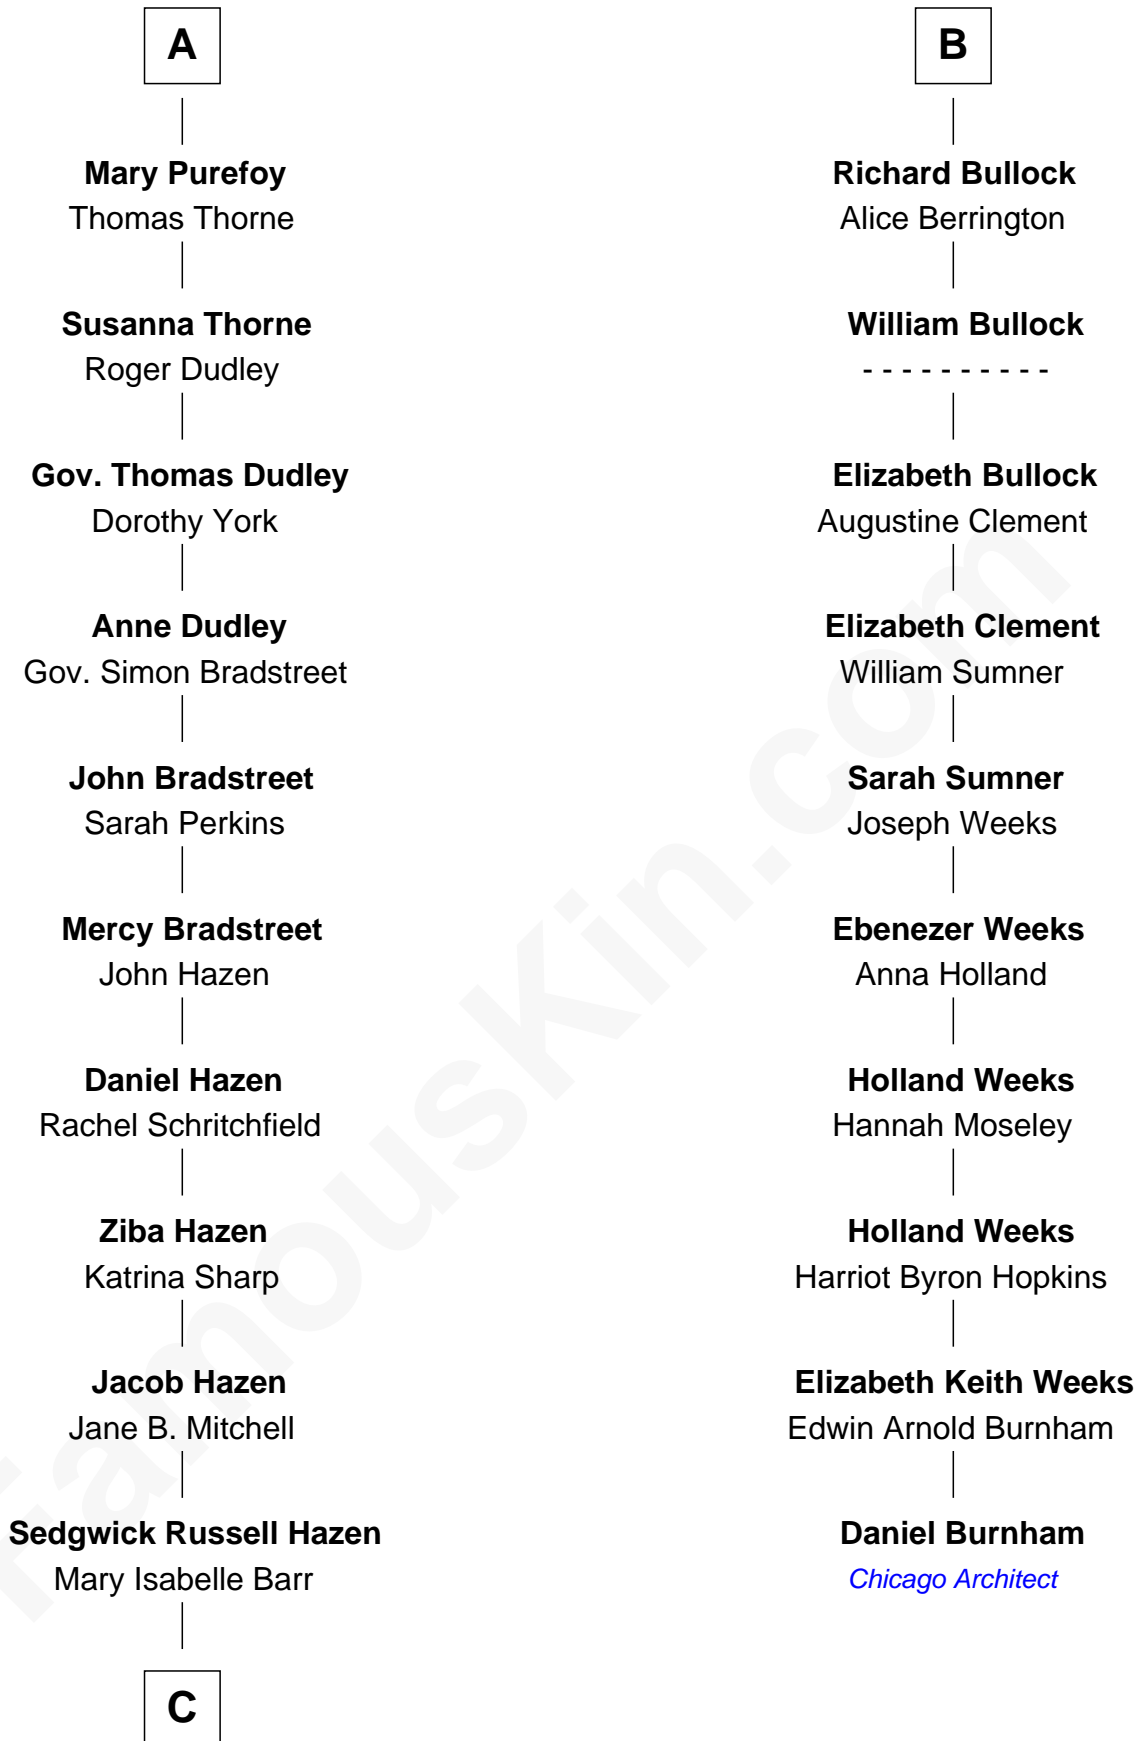 A
Mary Purefoy
Thomas Thorne
Susanna Thorne
Roger Dudley
Gov. Thomas Dudley
Dorothy York
Anne Dudley
Gov. Simon Bradstreet
John Bradstreet
Sarah Perkins
Mercy Bradstreet
John Hazen
Daniel Hazen
Rachel Schritchfield
Ziba Hazen
Katrina Sharp
Jacob Hazen
Jane B. Mitchell
Sedgwick Russell Hazen
Mary Isabelle Barr
C
B
Richard Bullock
Alice Berrington
William Bullock
- - - - - - - - - -
Elizabeth Bullock
Augustine Clement
Elizabeth Clement
William Sumner
Sarah Sumner
Joseph Weeks
Ebenezer Weeks
Anna Holland
Holland Weeks
Hannah Moseley
Holland Weeks
Harriot Byron Hopkins
Elizabeth Keith Weeks
Edwin Arnold Burnham
Daniel Burnham
Chicago Architect
FamousKin.com